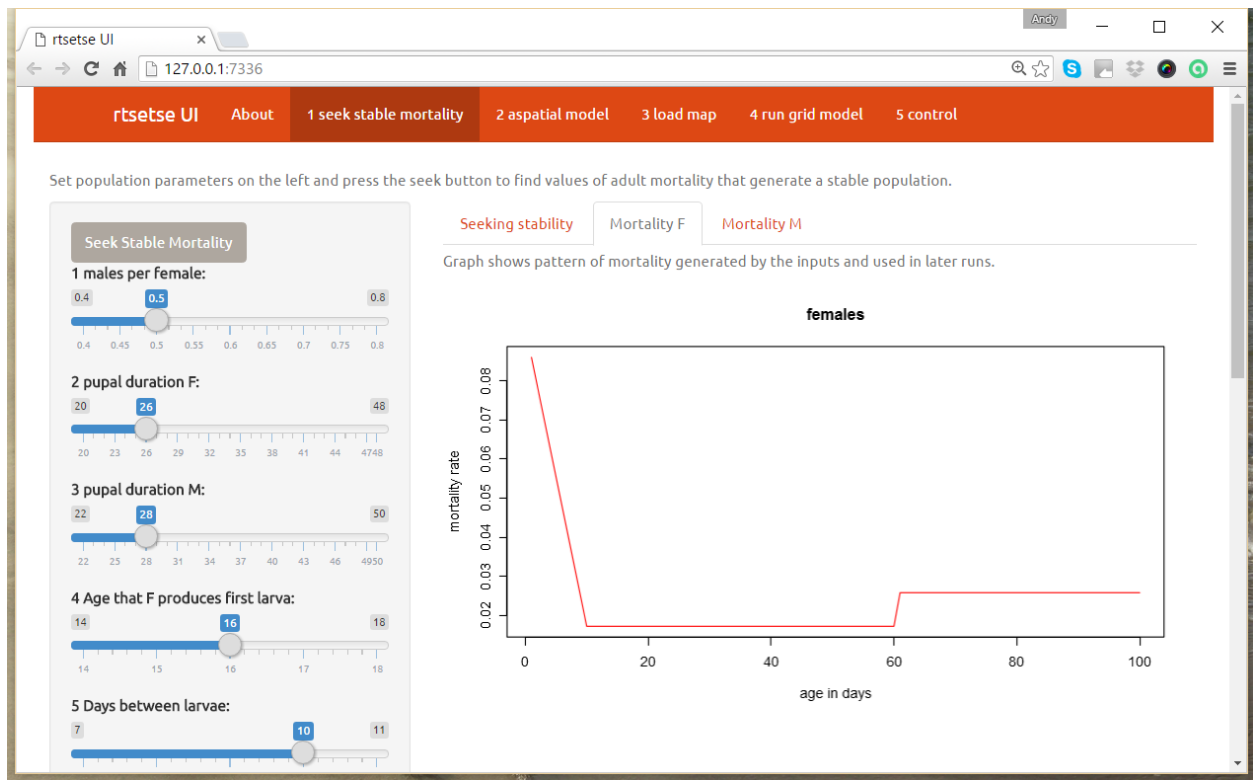 Andy
rtsetse UI
127.0.0.1:7336
rtsetse UI About 1 seek stable mortality 2 aspatial model 3 load map 4 run grid model 5 control
Set population parameters on the left and press the seek button to find values of adult mortality that generate a stable population.
Seek Stable Mortality
1 males per female:
0.4 0.5 0.8
0.4 0.45 0.5 0.55 0.6 0.65 0.7 0.75 0.8
2 pupal duration F:
20 26 48
20 23 26 29 32 35 38 41 44 4748
3 pupal duration M:
22 28 50
22 25 28 31 34 37 40 43 46 4950
4 Age that F produces first larva:
14 16 18
14 15 16 17 18
5 Days between larvae:
7 10 11
Seeking stability Mortality F Mortality M
Graph shows pattern of mortality generated by the inputs and used in later runs.
females
mortality rate
0.08
0.07
0.06
0.05
0.04
0.03
0.02
0 20 40 60 80 100
age in days